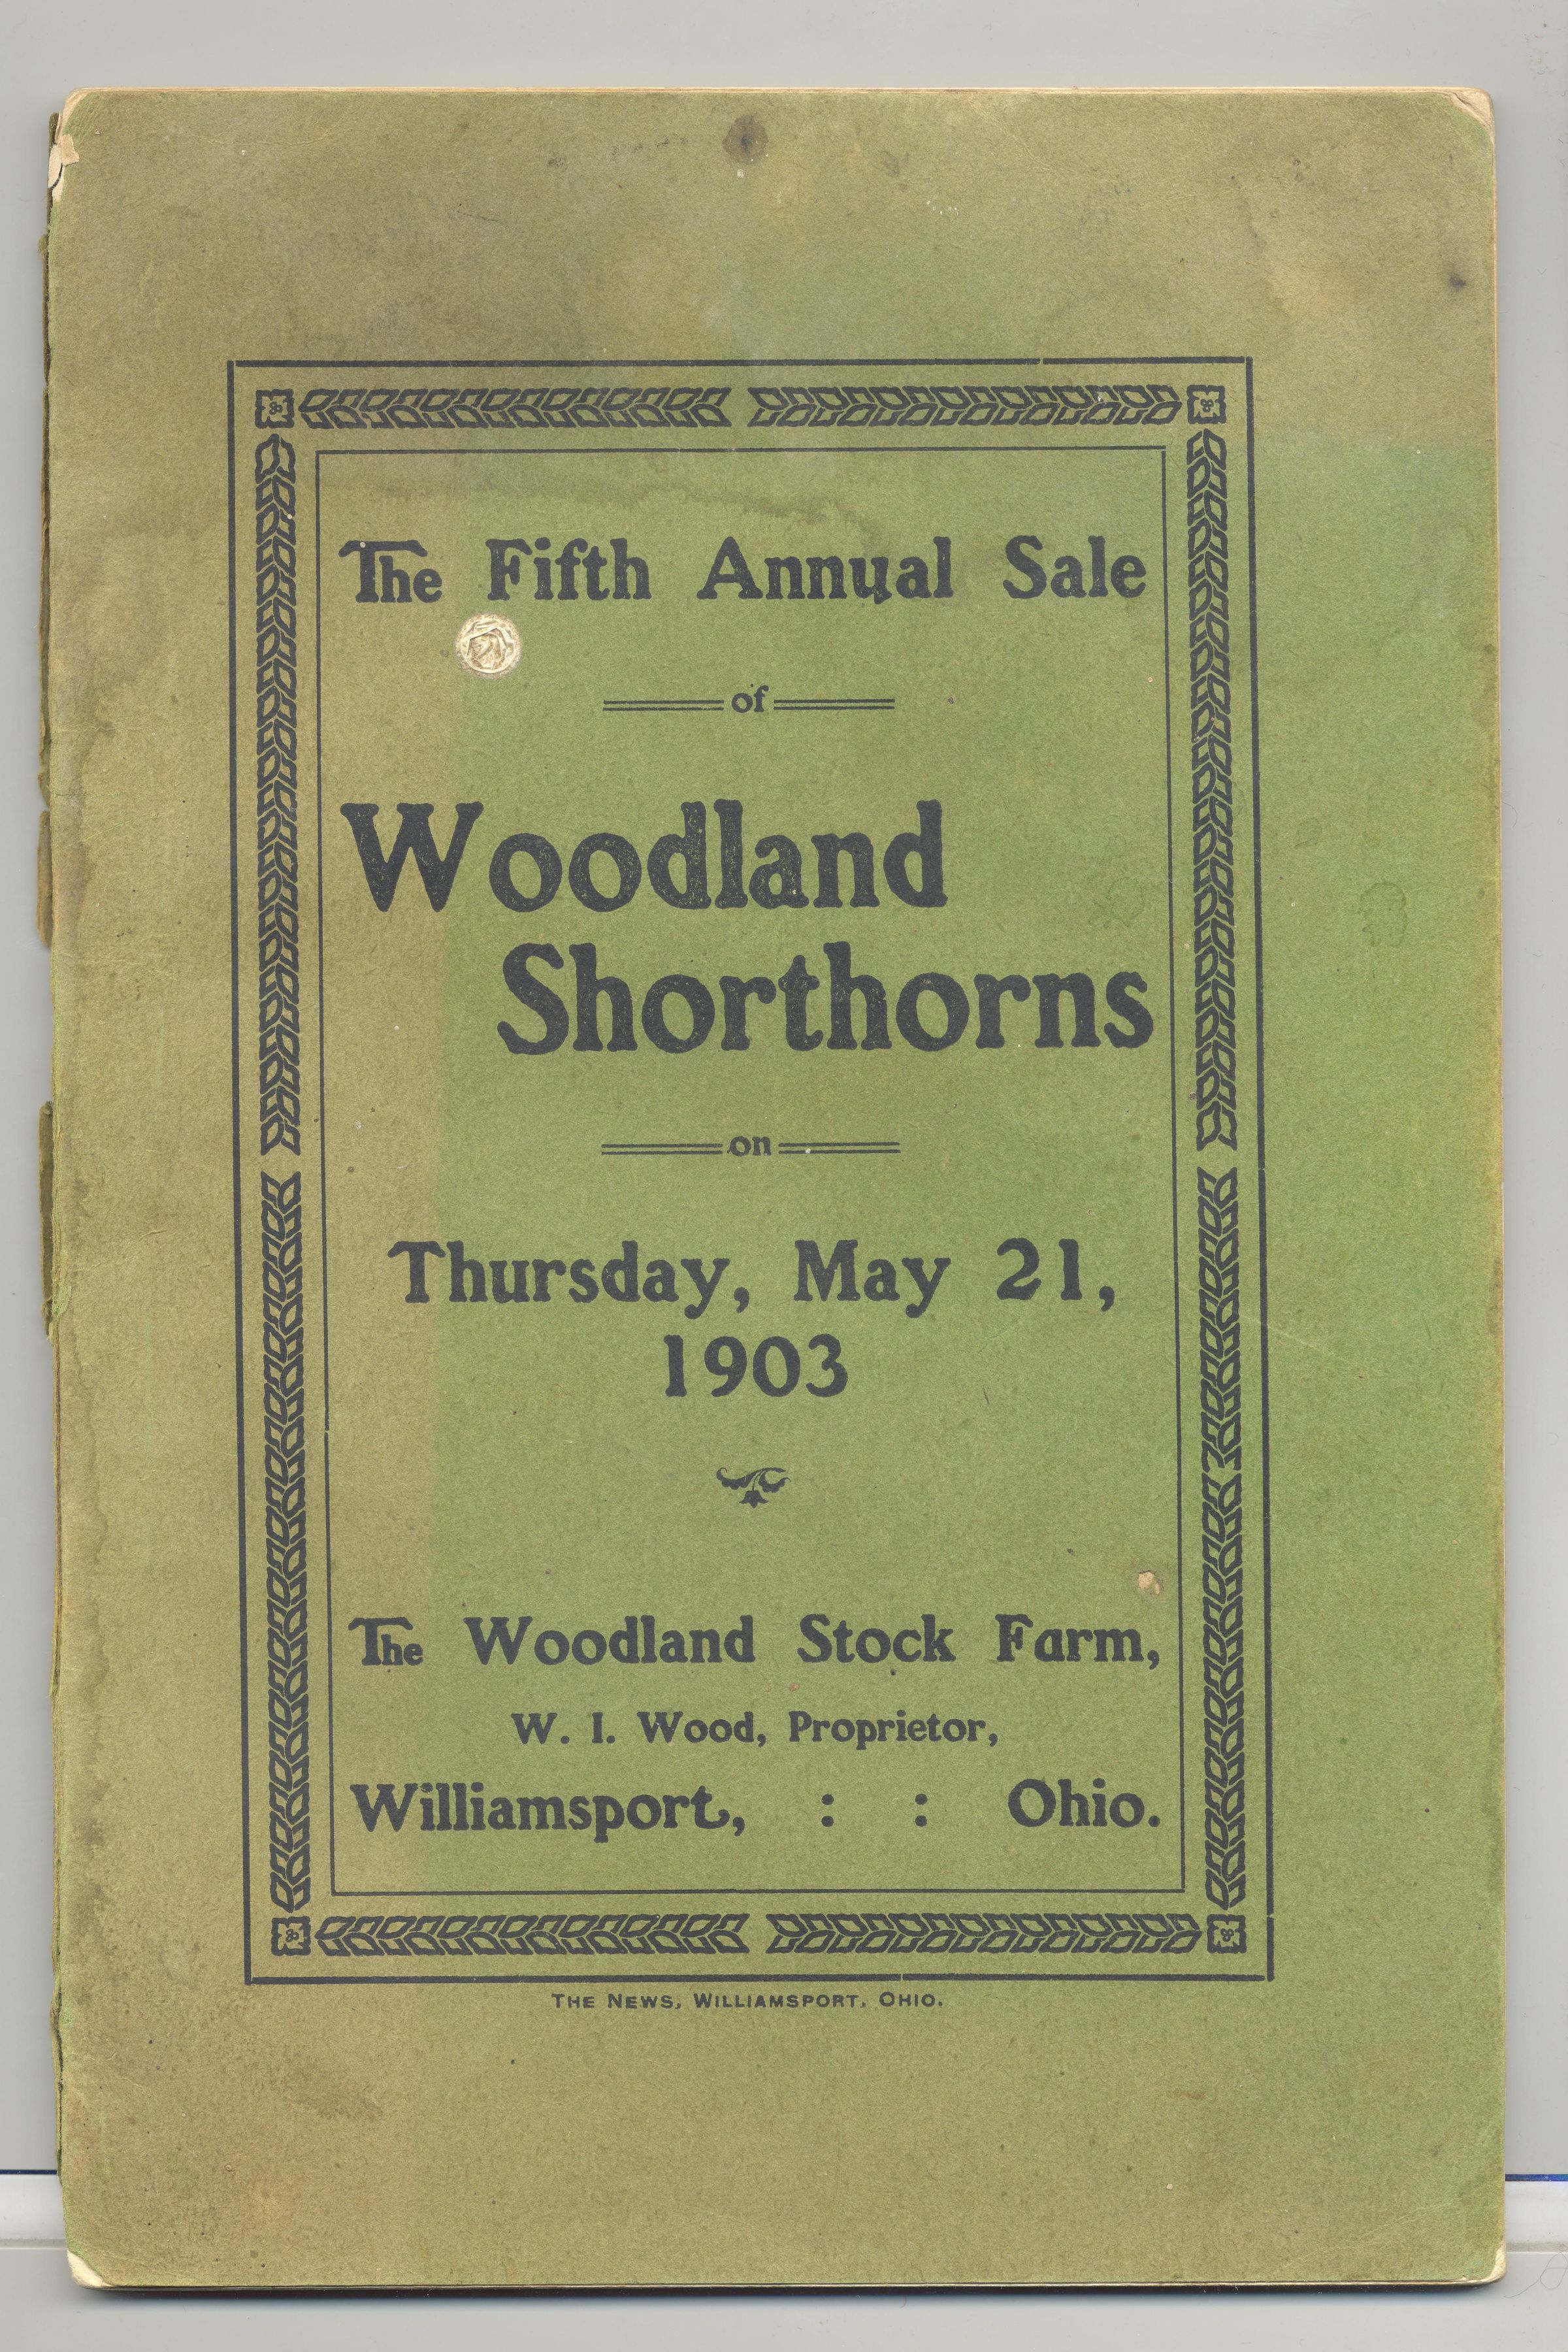 The Fifth Annual Sale
of
Woodland
Shorthorns
on
Thursday, May 21,
1903
The Woodland Stock Farm,
W. I. Wood, Proprietor,
Williamsport, : : Ohio.
THE NEWS, WILLIAMSPORT, OHIO.